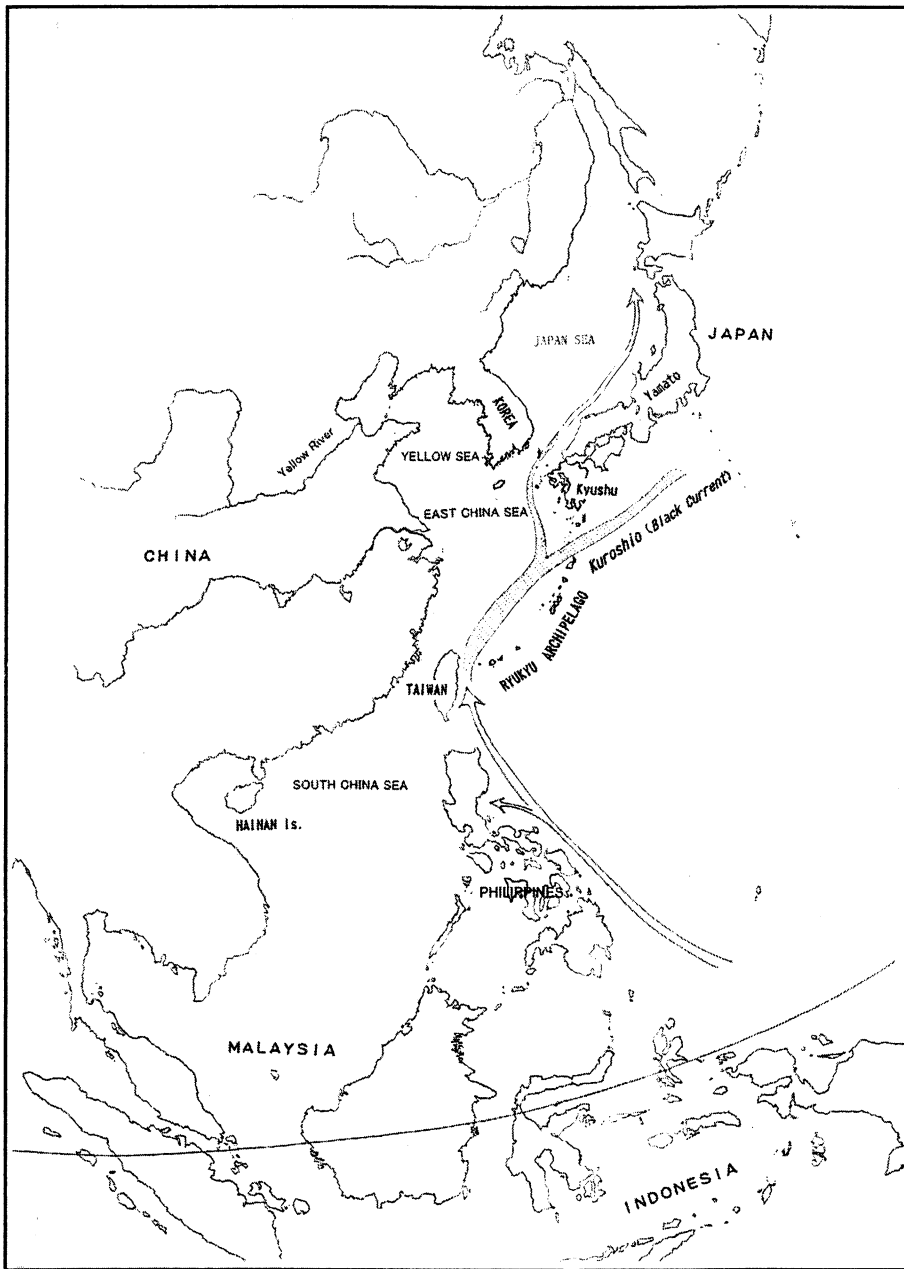 JAPAN
JAPAN SEA
Yamato
KOREA
Yellow River
YELLOW SEA
Kyushu
EAST CHINA SEA
Kuroshio (Black Current)
CHINA
RYUKYU ARCHIPELAGO
TAIWAN
SOUTH CHINA SEA
HAINAN Is.
PHILIRPINES
MALAYSIA
INDONESIA